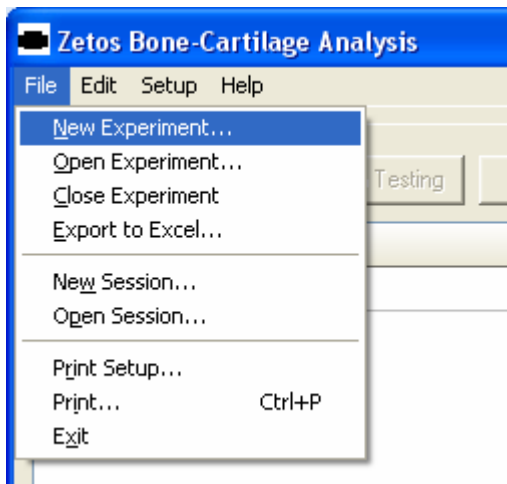 Zetos Bone-Cartilage Analysis
File Edit Setup Help
New Experiment...
Open Experiment...
Testing
Close Experiment
Export to Excel...
New Session...
Open Session...
Print Setup...
Print... Ctrl+P
Exit